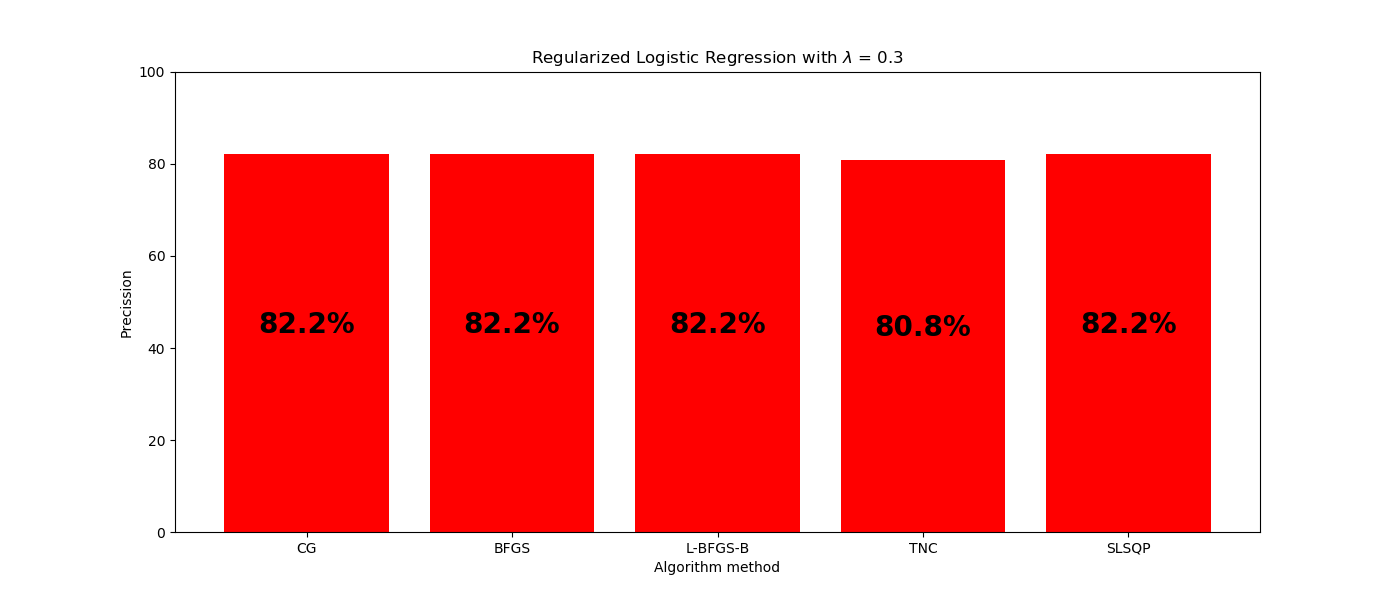 Regularized Logistic Regression with λ = 0.3
100
80
60
40
20
0
Precission
82.2%
82.2%
82.2%
80.8%
82.2%
CG
BFGS
L-BFGS-B
TNC
SLSQP
Algorithm method